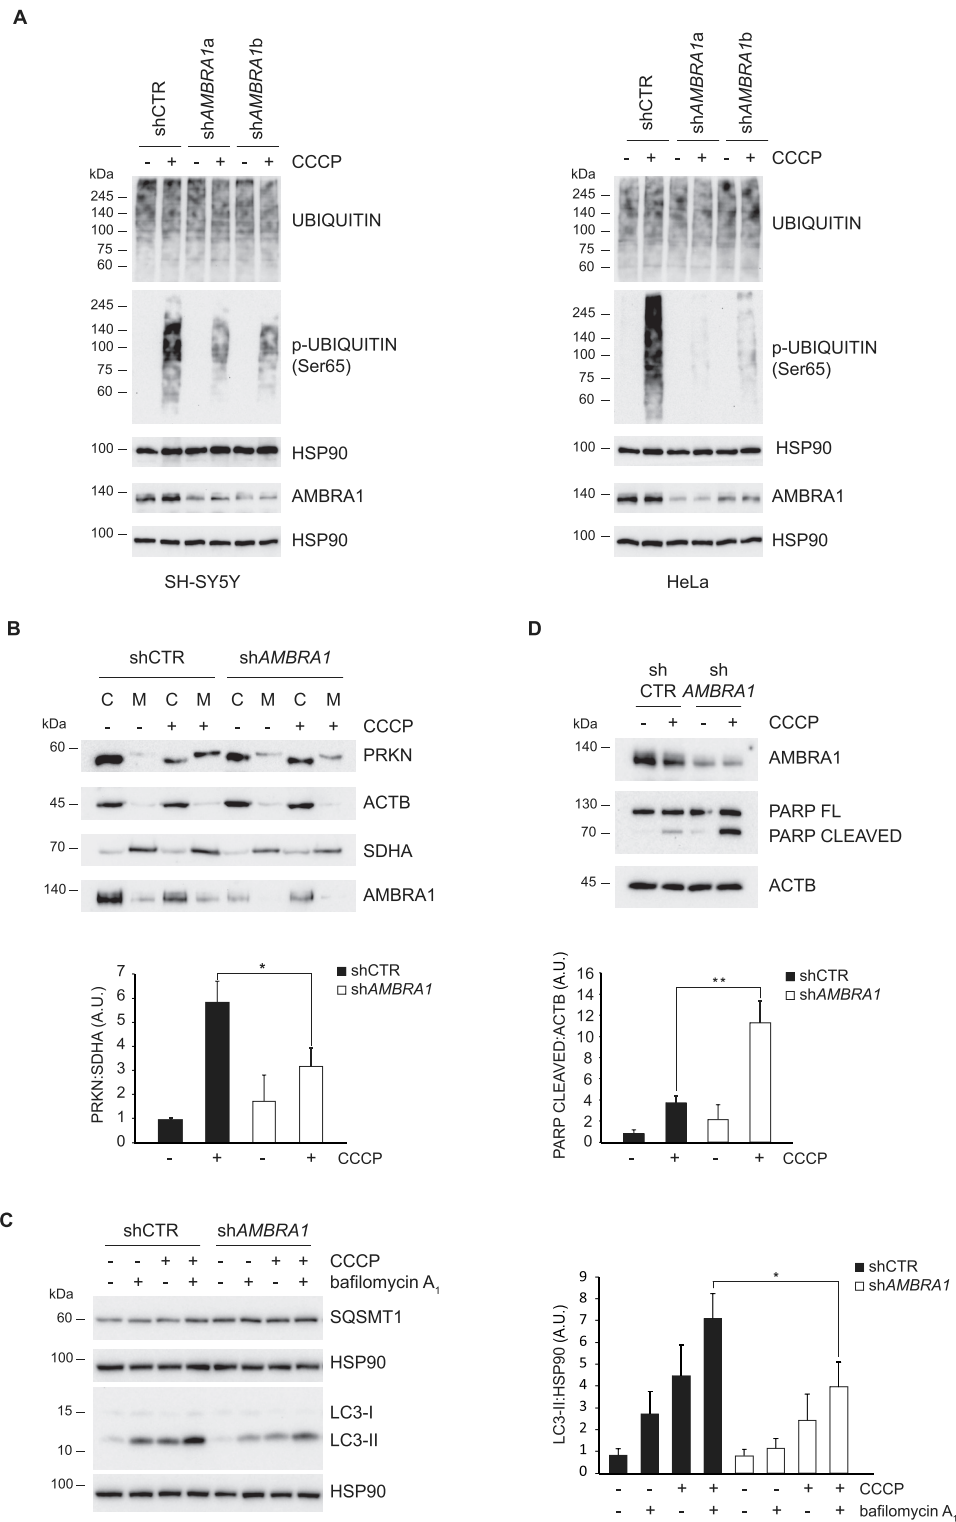 A
shCTR
shAMBRA1a
shAMBRA1b
- + - + - + CCCP
kDa
245
140
100
75
60
UBIQUITIN
245
140
100
75
60
p-UBIQUITIN
(Ser65)
100 HSP90
140 AMBRA1
100 HSP90
SH-SY5Y
shCTR
shAMBRA1a
shAMBRA1b
- + - + - + CCCP
kDa
245
140
100
75
60
UBIQUITIN
245
140
100
75
60
p-UBIQUITIN
(Ser65)
100 HSP90
140 AMBRA1
100 HSP90
HeLa
B
shCTR shAMBRA1
C M C M C M C M
kDa - - + + - - + + CCCP
60 PRKN
45 ACTB
70 SDHA
140 AMBRA1
PRKN:SDHA (A.U.)
7
6
5
4
3
2
1
0
*
shCTR
shAMBRA1
- + - + CCCP
D
sh sh
CTR AMBRA1
- + - + CCCP
kDa
140 AMBRA1
130 PARP FL
70 PARP CLEAVED
45 ACTB
PARP CLEAVED:ACTB (A.U.)
16
14
12
10
8
6
4
2
0
**
shCTR
shAMBRA1
- + - + CCCP
C
shCTR shAMBRA1
- - + + - - + + CCCP
- + - + - + - + bafilomycin A1
kDa
60 SQSMT1
100 HSP90
15 LC3-I
10 LC3-II
100 HSP90
LC3-II:HSP90 (A.U.)
9
8
7
6
5
4
3
2
1
0
*
shCTR
shAMBRA1
- - + + - - + + CCCP
- + - + - + - + bafilomycin A1